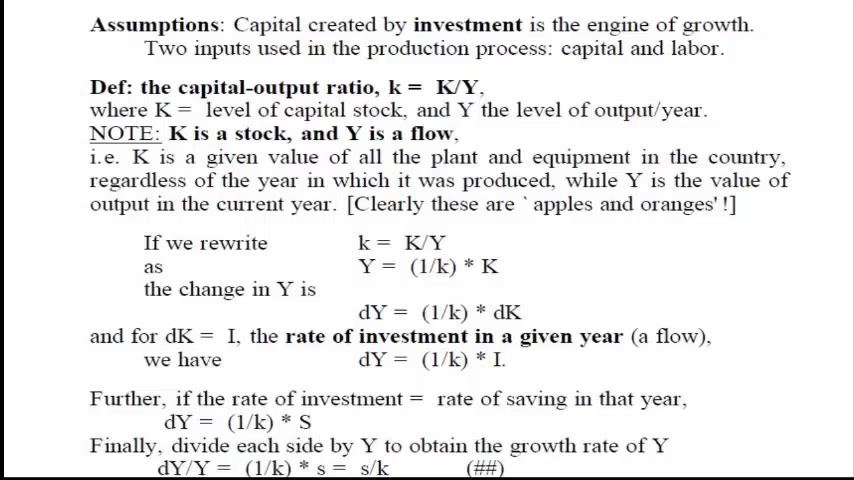 Assumptions: Capital created by investment is the engine of growth.
Two inputs used in the production process: capital and labor.
Def: the capital-output ratio, k = K/Y,
where K = level of capital stock, and Y the level of output/year.
NOTE: K is a stock, and Y is a flow,
i.e. K is a given value of all the plant and equipment in the country,
regardless of the year in which it was produced, while Y is the value of
output in the current year. [Clearly these are ` apples and oranges' !]
If we rewrite k = K/Y
as Y = (1/k) * K
the change in Y is
dY = (1/k) * dK
and for dK = I, the rate of investment in a given year (a flow),
we have dY = (1/k) * I.
Further, if the rate of investment = rate of saving in that year,
dY = (1/k) * S
Finally, divide each side by Y to obtain the growth rate of Y
dY/Y = (1/k) * s = s/k (##)